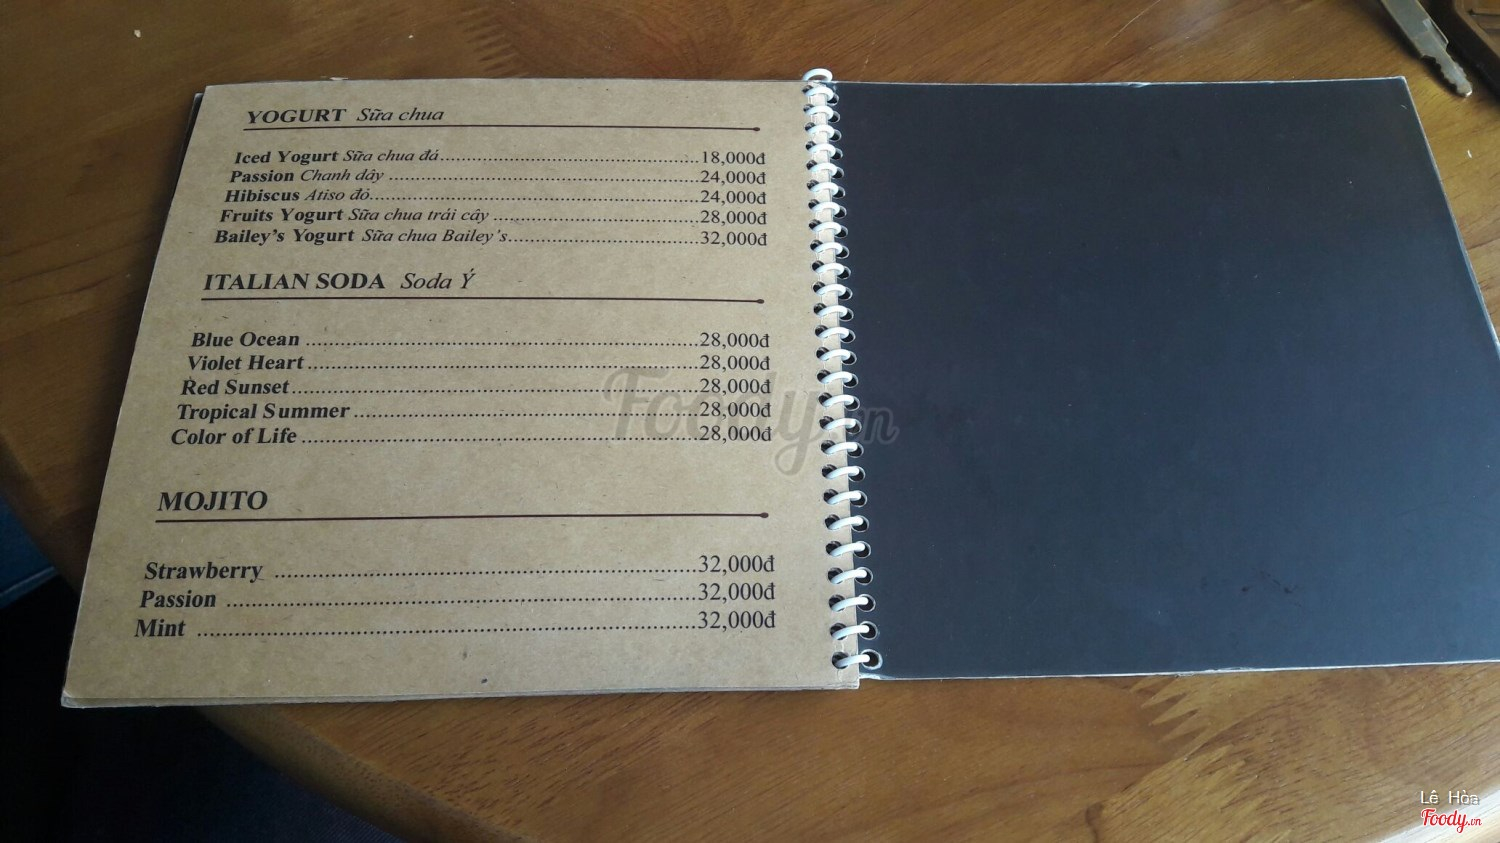 YOGURT Sữa chua
Iced Yogurt Sữa chua đá.......................................18,000đ
Passion Chanh dây ...............................................24,000đ
Hibiscus Atiso đỏ..................................................24,000đ
Fruits Yogurt Sữa chua trái cây ...............................28,000đ
Bailey's Yogurt Sữa chua Bailey's............................32,000đ
ITALIAN SODA Soda Ý
Blue Ocean ..........................................................28,000đ
Violet Heart ..........................................................28,000đ
Red Sunset............................................................28,000đ
Tropical Summer ...................................................28,000đ
Color of Life ..........................................................28,000đ
MOJITO
Strawberry ............................................................32,000đ
Passion .................................................................32,000đ
Mint ......................................................................32,000đ
Foody.vn
Lê Hòa
Foody.vn